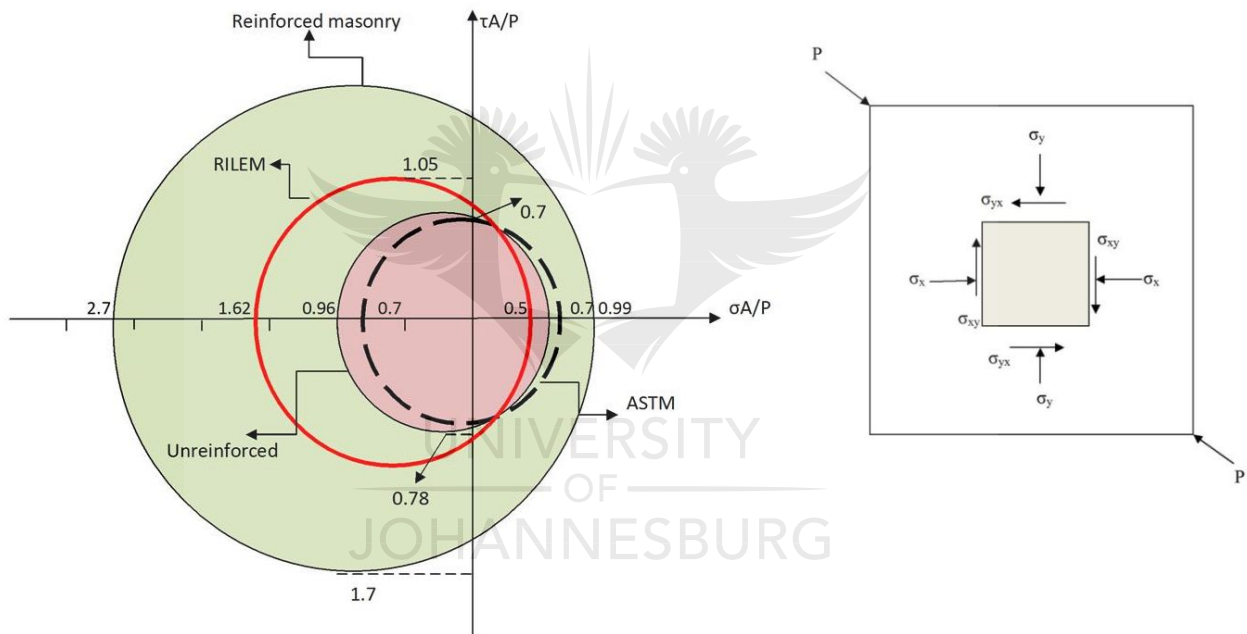 Reinforced masonry
τA/P
RILEM
1.05
0.7
2.7
1.62
0.96
0.7
0.5
0.7
0.99
σA/P
ASTM
Unreinforced
0.78
1.7
P
σy
σyx
σxy
σx
σx
σxy
σyx
σy
P
UNIVERSITY
OF
JOHANNESBURG